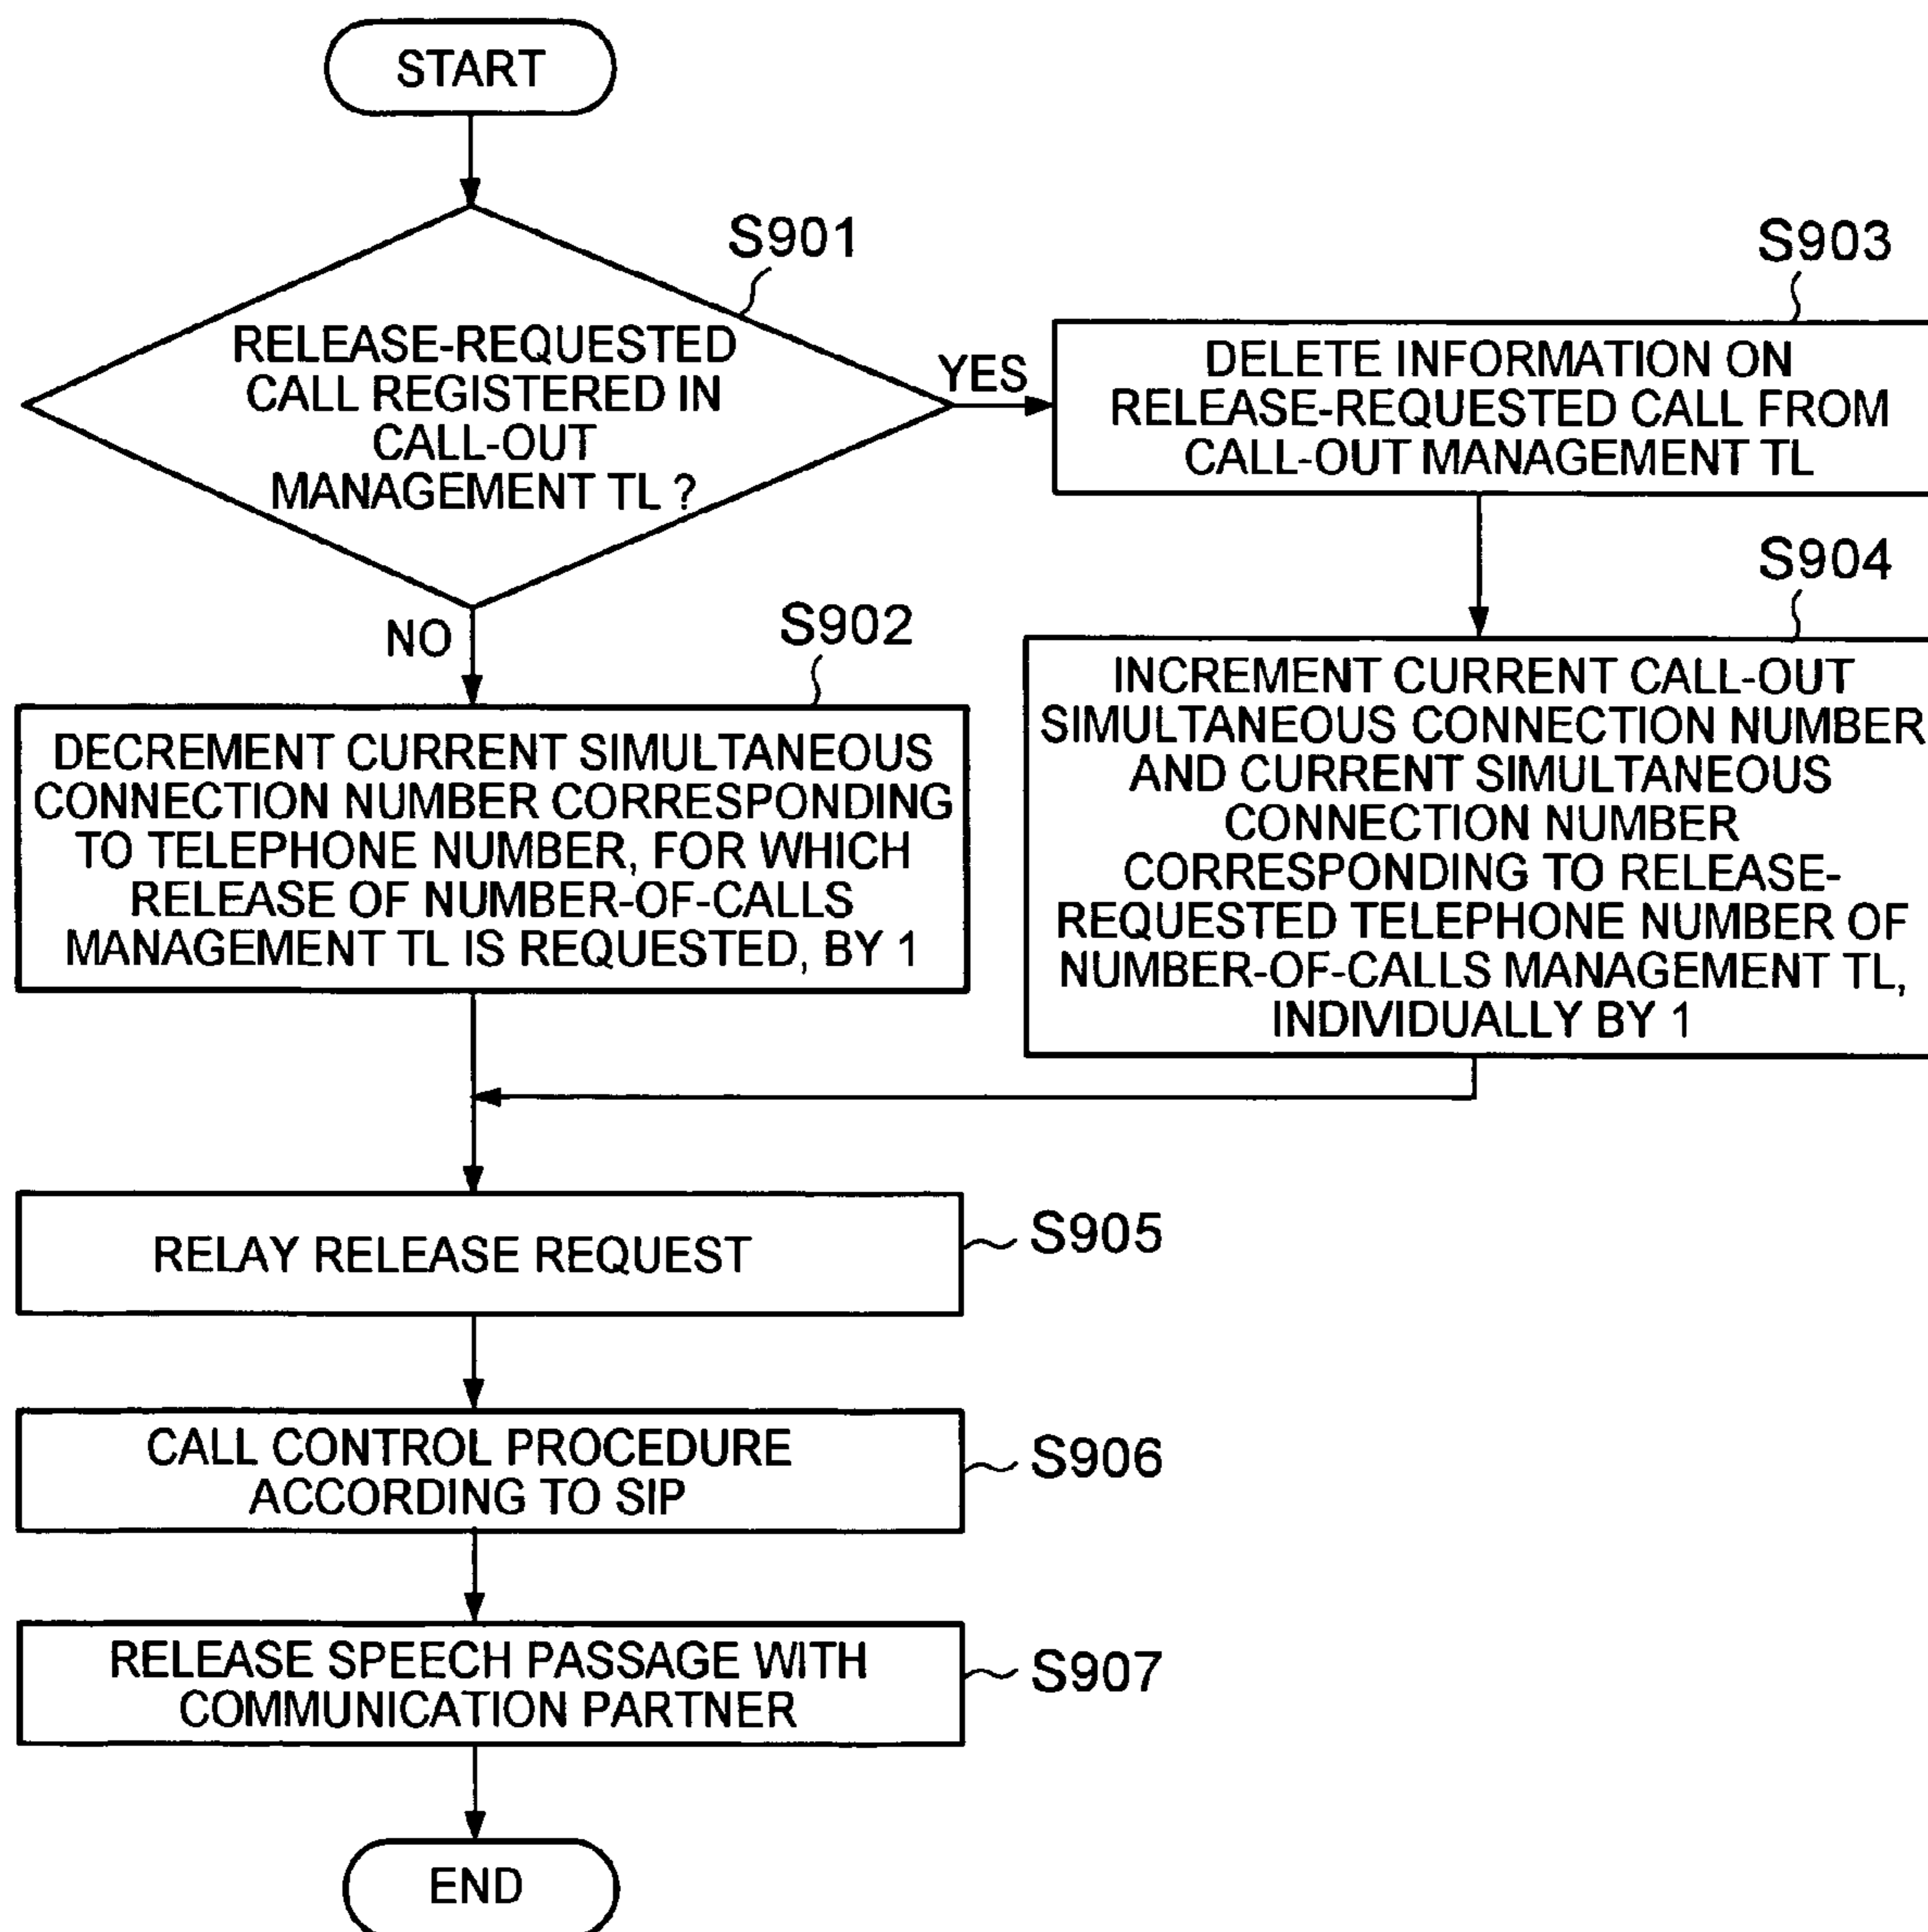 START
S901
RELEASE-REQUESTED
CALL REGISTERED IN
CALL-OUT
MANAGEMENT TL ?
YES
NO
S903
DELETE INFORMATION ON
RELEASE-REQUESTED CALL FROM
CALL-OUT MANAGEMENT TL
S904
INCREMENT CURRENT CALL-OUT
SIMULTANEOUS CONNECTION NUMBER
AND CURRENT SIMULTANEOUS
CONNECTION NUMBER
CORRESPONDING TO RELEASE-
REQUESTED TELEPHONE NUMBER OF
NUMBER-OF-CALLS MANAGEMENT TL,
INDIVIDUALLY BY 1
S902
DECREMENT CURRENT SIMULTANEOUS
CONNECTION NUMBER CORRESPONDING
TO TELEPHONE NUMBER, FOR WHICH
RELEASE OF NUMBER-OF-CALLS
MANAGEMENT TL IS REQUESTED, BY 1
RELAY RELEASE REQUEST
S905
CALL CONTROL PROCEDURE
ACCORDING TO SIP
S906
RELEASE SPEECH PASSAGE WITH
COMMUNICATION PARTNER
S907
END